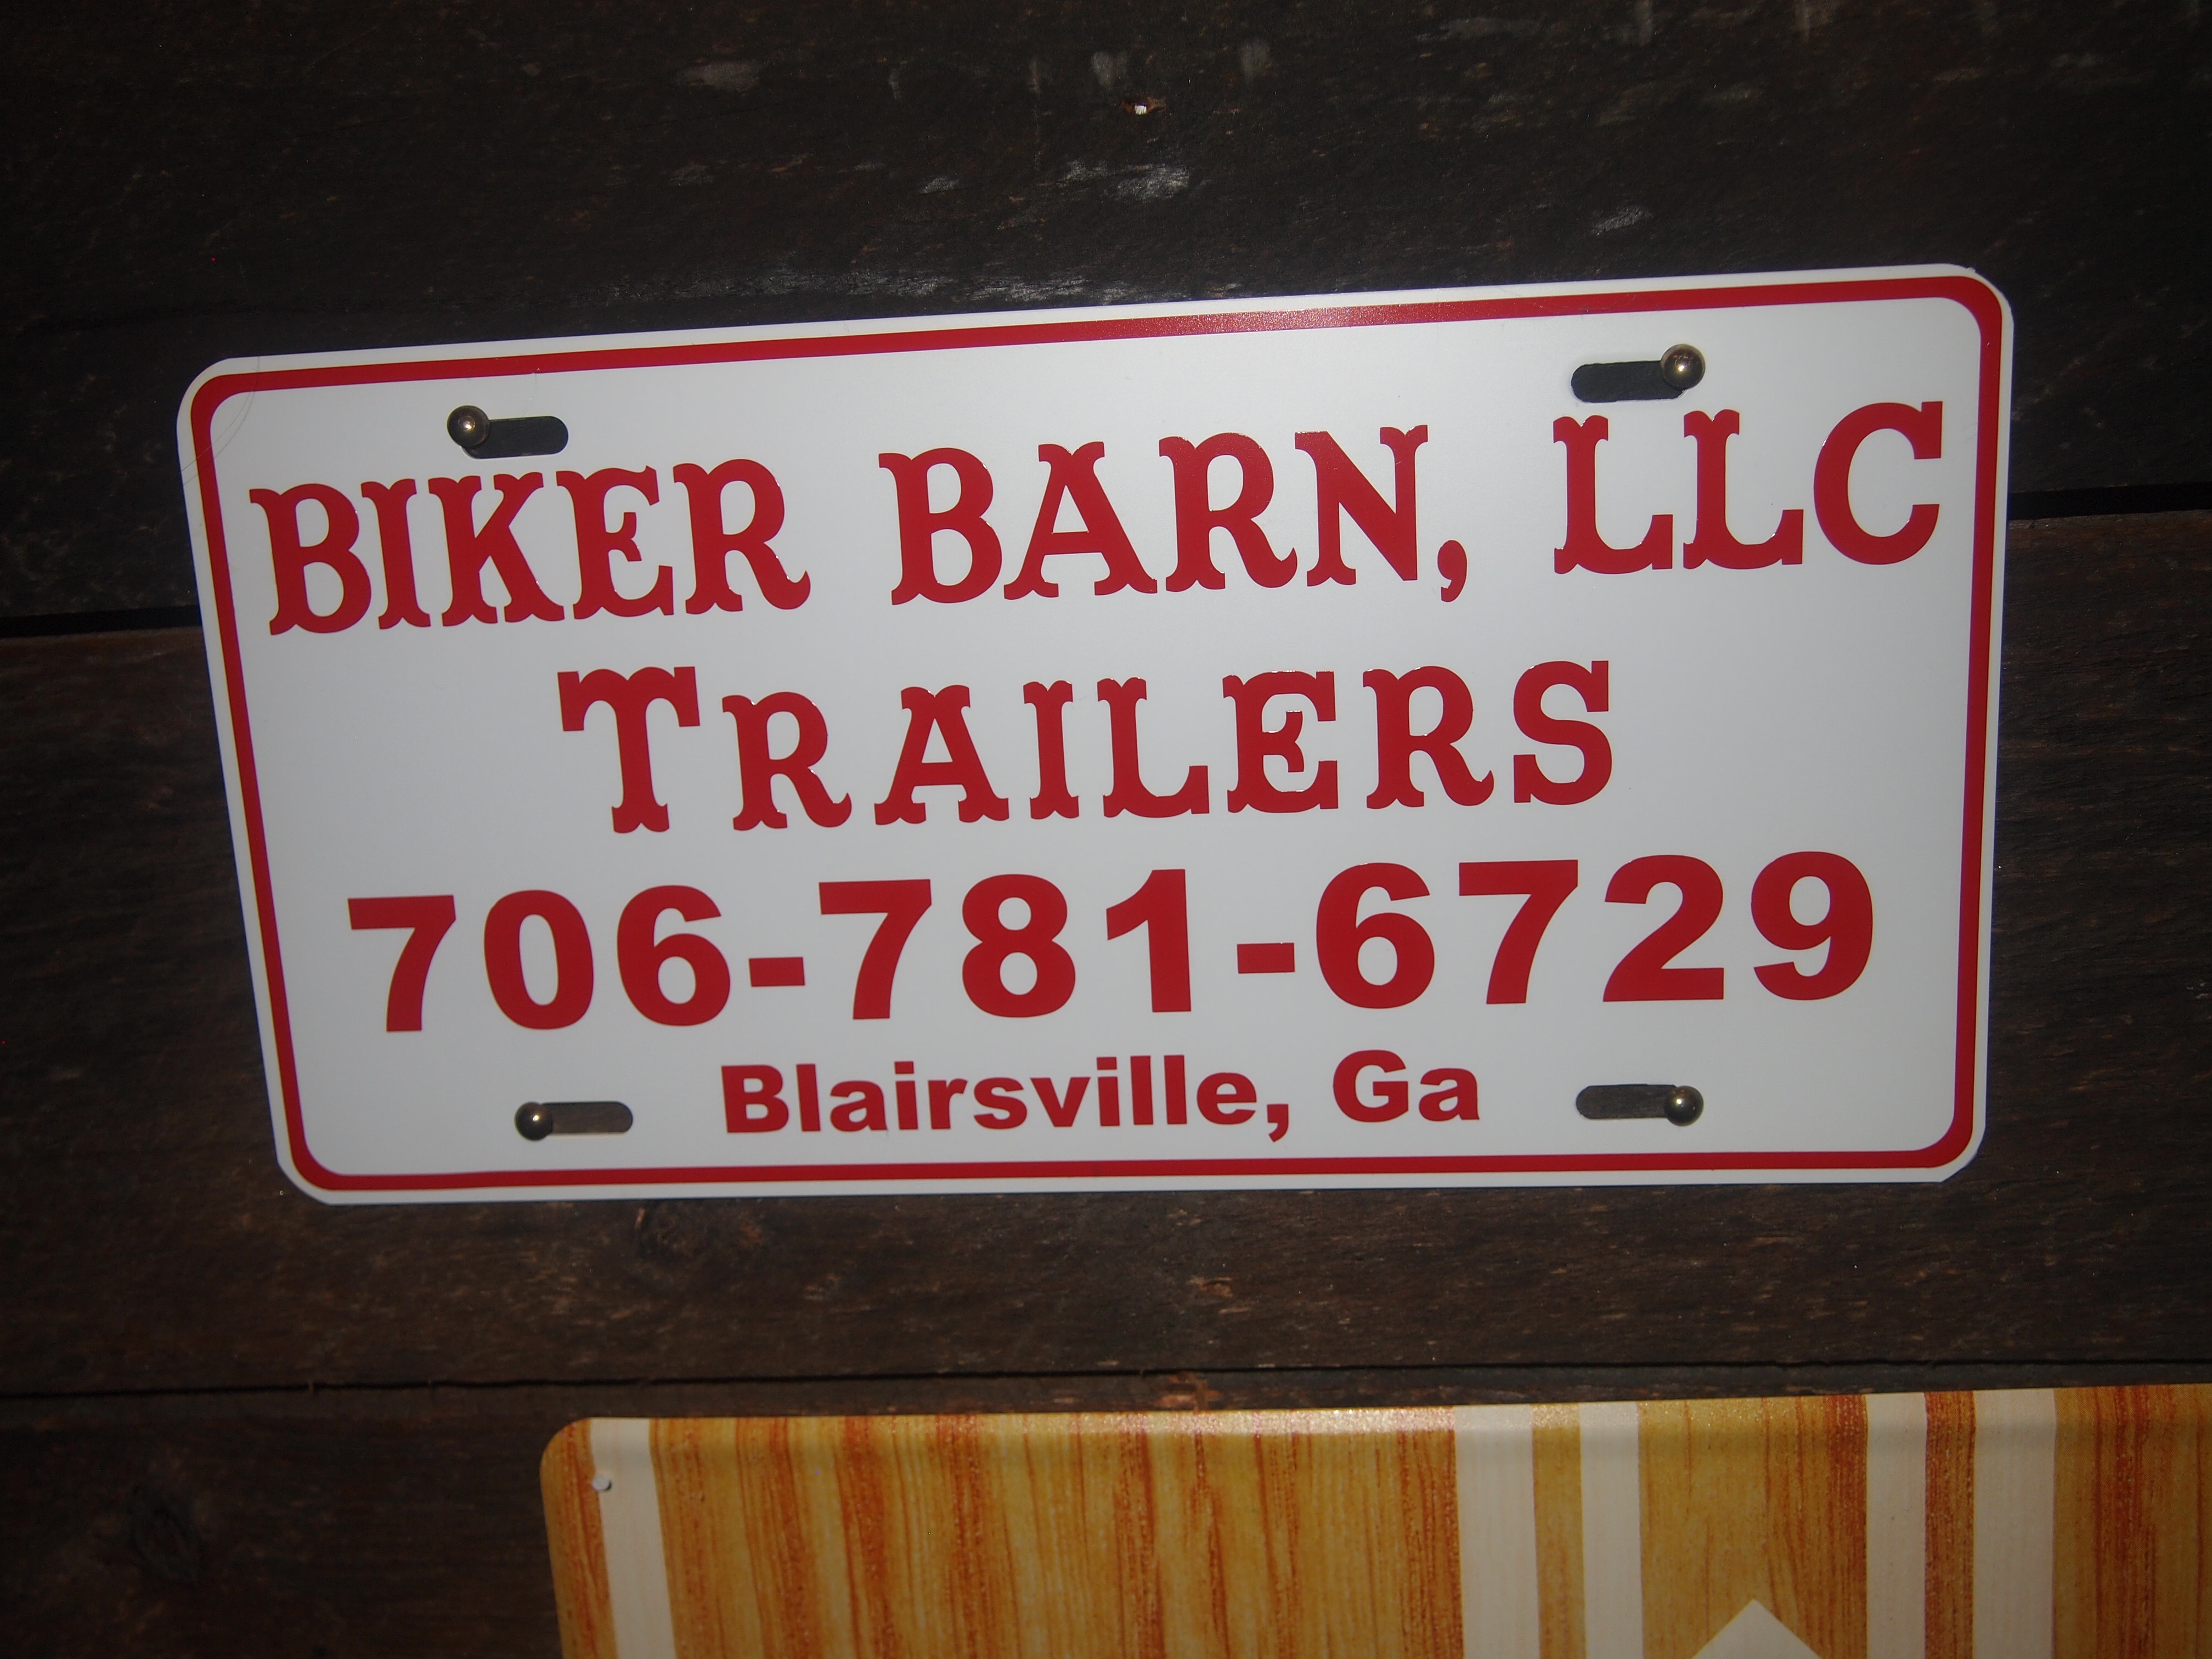 BIKER BARN, LLC
TRAILERS
706-781-6729
Blairsville, Ga